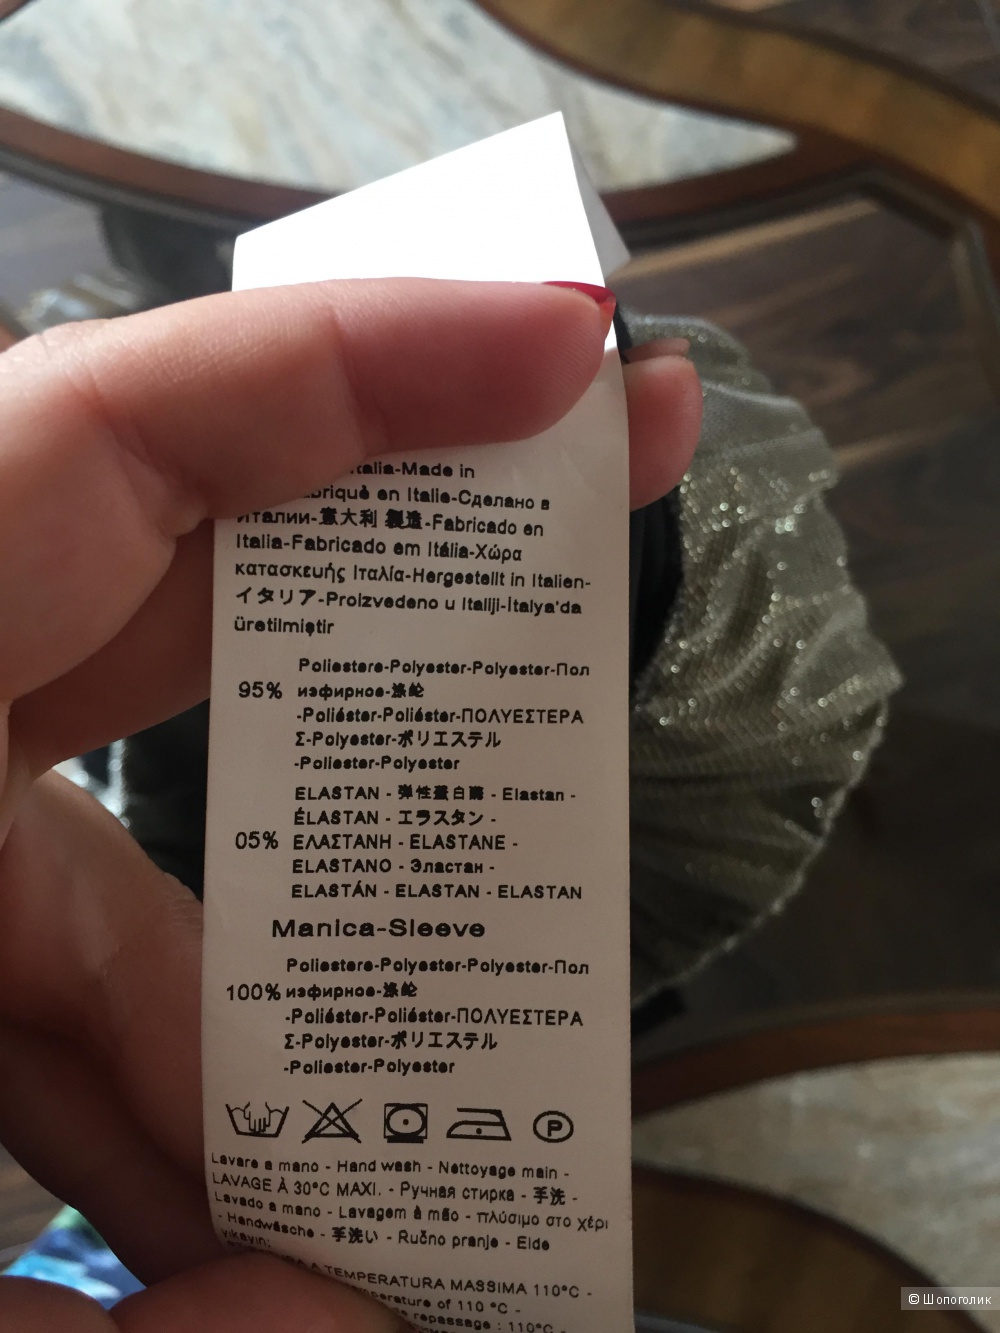 Made in
en Italie-Сделано в
Италии-意大利 製造-Fabricado en
Italia-Fabricado em Itália-Χώρα
κατασκευής Ιταλία-Hergestellt in Italien-
イタリア-Proizvedeno u Italiji-İtalya'da
üretilmiştir
Poliestere-Polyester-Polyester-Пол
95% иэфирное-涤纶
-Poliéster-Poliéster-ΠΟΛΥΕΣΤΕΡΑ
Σ-Polyester-ポリエステル
-Poliester-Polyester
ELASTAN - 弹性蛋白酶 - Elastan -
ÉLASTAN - エラスタン -
05% ΕΛΑΣΤΑΝΗ - ELASTANE -
ELASTANO - Эластан -
ELASTÁN - ELASTAN - ELASTAN
Manica-Sleeve
Poliestere-Polyester-Polyester-Пол
100% иэфирное-涤纶
-Poliéster-Poliéster-ΠΟΛΥΕΣΤΕΡΑ
Σ-Polyester-ポリエステル
-Poliester-Polyester
P
Lavare a mano - Hand wash - Nettoyage main -
LAVAGE À 30°C MAXI. - Ручная стирка - 手洗 -
Lavado a mano - Lavagem à mão - πλύσιμο στο χέρι
- Handwäsche - 手洗い - Ručno pranje - Elde
yıkayın;
A TEMPERATURA MASSIMA 110°C -
of 110 °C -
de repassage : 110°C -
© Шопоголик